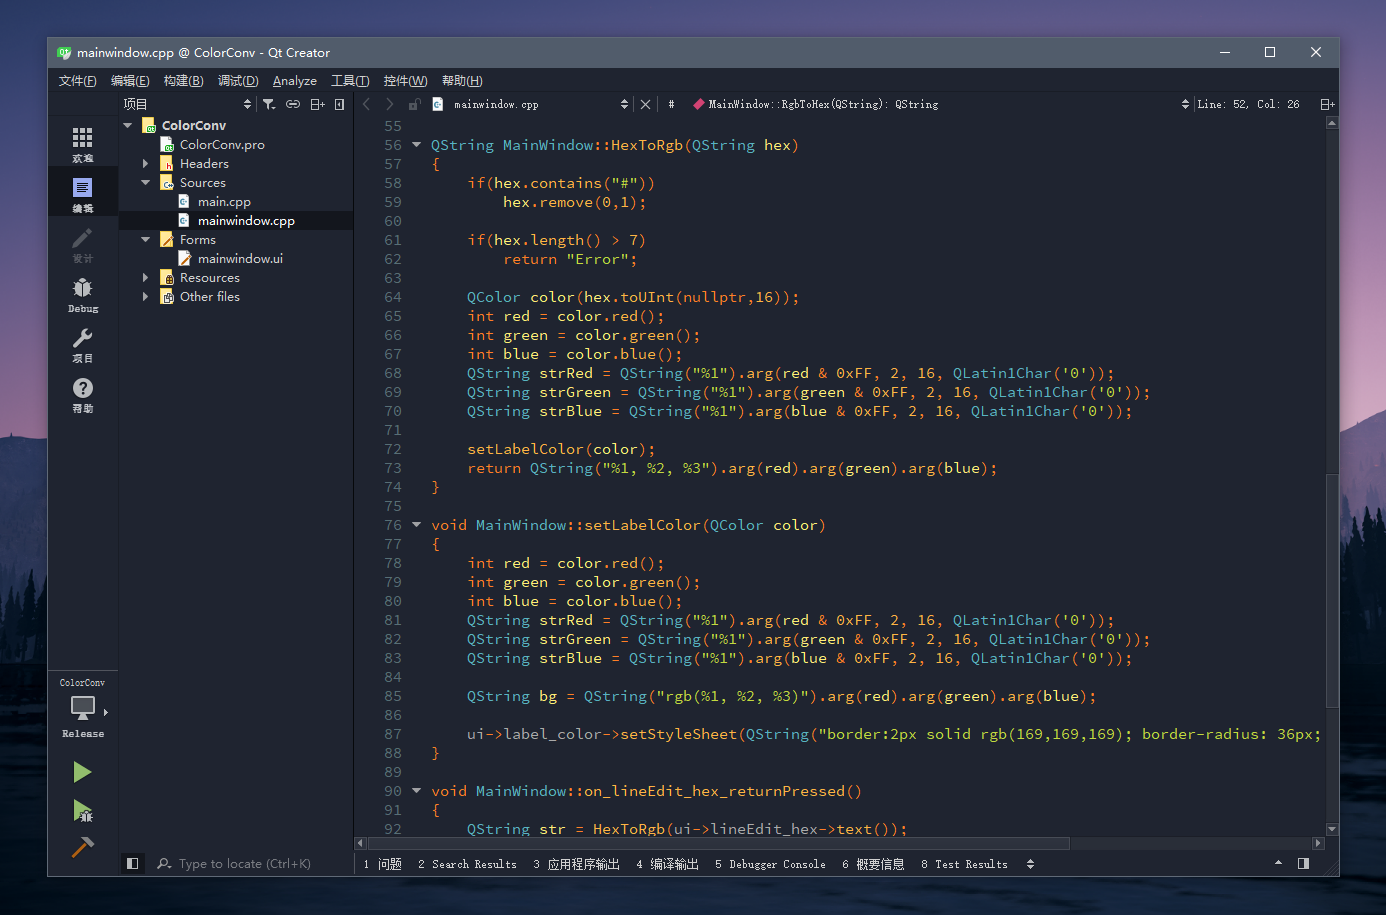 mainwindow.cpp @ ColorConv - Qt Creator
文件(F) 编辑(E) 构建(B) 调试(D) Analyze 工具(T) 控件(W) 帮助(H)
项目
mainwindow.cpp
#
MainWindow::RgbToHex(QString): QString
Line: 52, Col: 26
欢迎
编辑
设计
Debug
项目
帮助
ColorConv
ColorConv.pro
Headers
Sources
main.cpp
mainwindow.cpp
Forms
mainwindow.ui
Resources
Other files
55
56 QString MainWindow::HexToRgb(QString hex)
57 {
58     if(hex.contains("#"))
59         hex.remove(0,1);
60
61     if(hex.length() > 7)
62         return "Error";
63
64     QColor color(hex.toUInt(nullptr,16));
65     int red = color.red();
66     int green = color.green();
67     int blue = color.blue();
68     QString strRed = QString("%1").arg(red & 0xFF, 2, 16, QLatin1Char('0'));
69     QString strGreen = QString("%1").arg(green & 0xFF, 2, 16, QLatin1Char('0'));
70     QString strBlue = QString("%1").arg(blue & 0xFF, 2, 16, QLatin1Char('0'));
71
72     setLabelColor(color);
73     return QString("%1, %2, %3").arg(red).arg(green).arg(blue);
74 }
75
76 void MainWindow::setLabelColor(QColor color)
77 {
78     int red = color.red();
79     int green = color.green();
80     int blue = color.blue();
81     QString strRed = QString("%1").arg(red & 0xFF, 2, 16, QLatin1Char('0'));
82     QString strGreen = QString("%1").arg(green & 0xFF, 2, 16, QLatin1Char('0'));
83     QString strBlue = QString("%1").arg(blue & 0xFF, 2, 16, QLatin1Char('0'));
84
85     QString bg = QString("rgb(%1, %2, %3)").arg(red).arg(green).arg(blue);
86
87     ui->label_color->setStyleSheet(QString("border:2px solid rgb(169,169,169); border-radius: 36px;
88 }
89
90 void MainWindow::on_lineEdit_hex_returnPressed()
91 {
92     QString str = HexToRgb(ui->lineEdit_hex->text());
ColorConv
Release
Type to locate (Ctrl+K)
1 问题 2 Search Results 3 应用程序输出 4 编译输出 5 Debugger Console 6 概要信息 8 Test Results